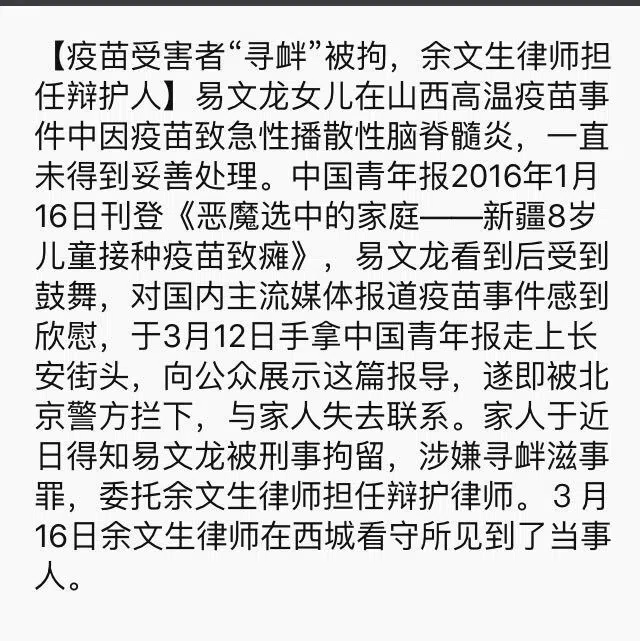 【疫苗受害者“寻衅”被拘，余文生律师担
任辩护人】易文龙女儿在山西高温疫苗事
件中因疫苗致急性播散性脑脊髓炎，一直
未得到妥善处理。中国青年报2016年1月
16日刊登《恶魔选中的家庭——新疆8岁
儿童接种疫苗致瘫》，易文龙看到后受到
鼓舞，对国内主流媒体报道疫苗事件感到
欣慰，于3月12日手拿中国青年报走上长
安街头，向公众展示这篇报导，遂即被北
京警方拦下，与家人失去联系。家人于近
日得知易文龙被刑事拘留，涉嫌寻衅滋事
罪，委托余文生律师担任辩护律师。3 月
16日余文生律师在西城看守所见到了当事
人。